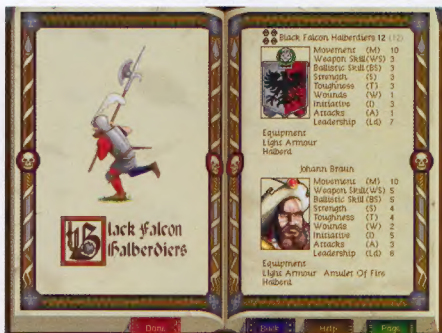 Black Falcon
Halberdiers
Black Falcon Halberdiers 12 (12)
Movement (M) 10
Weapon Skill(WS) 3
Ballistic Skill(BS) 3
Strength (S) 3
Toughness (T) 3
Wounds (W) 1
Initiative (I) 3
Attacks (A) 1
Leadership (Ld) 7
Equipment
Light Armour
Halberd
Johann Braun
Movement (M) 10
Weapon Skill(WS) 5
Ballistic Skill(BS) 5
Strength (S) 4
Toughness (T) 4
Wounds (W) 2
Initiative (I) 5
Attacks (A) 3
Leadership (Ld) 8
Equipment
Light Armour Amulet Of Fire
Halberd
Done Back Help Page